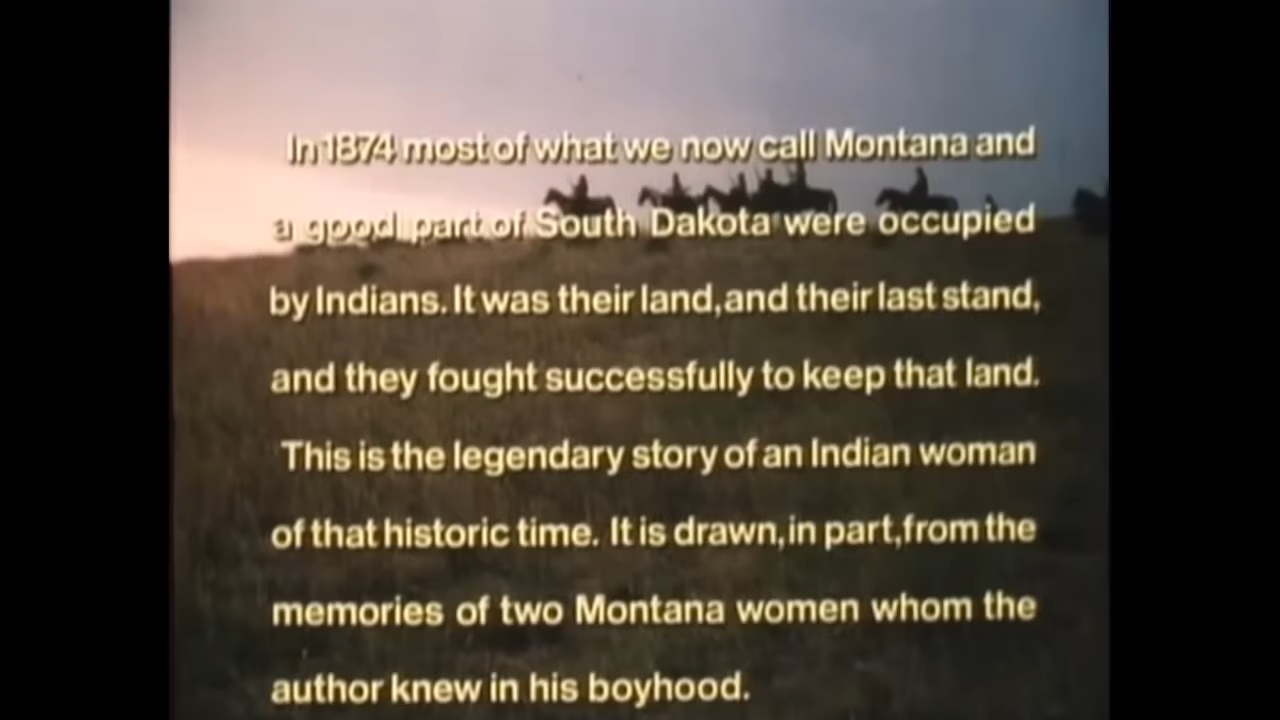 In 1874 most of what we now call Montana and
a good part of South Dakota were occupied
by Indians. It was their land, and their last stand,
and they fought successfully to keep that land.
This is the legendary story of an Indian woman
of that historic time. It is drawn, in part, from the
memories of two Montana women whom the
author knew in his boyhood.